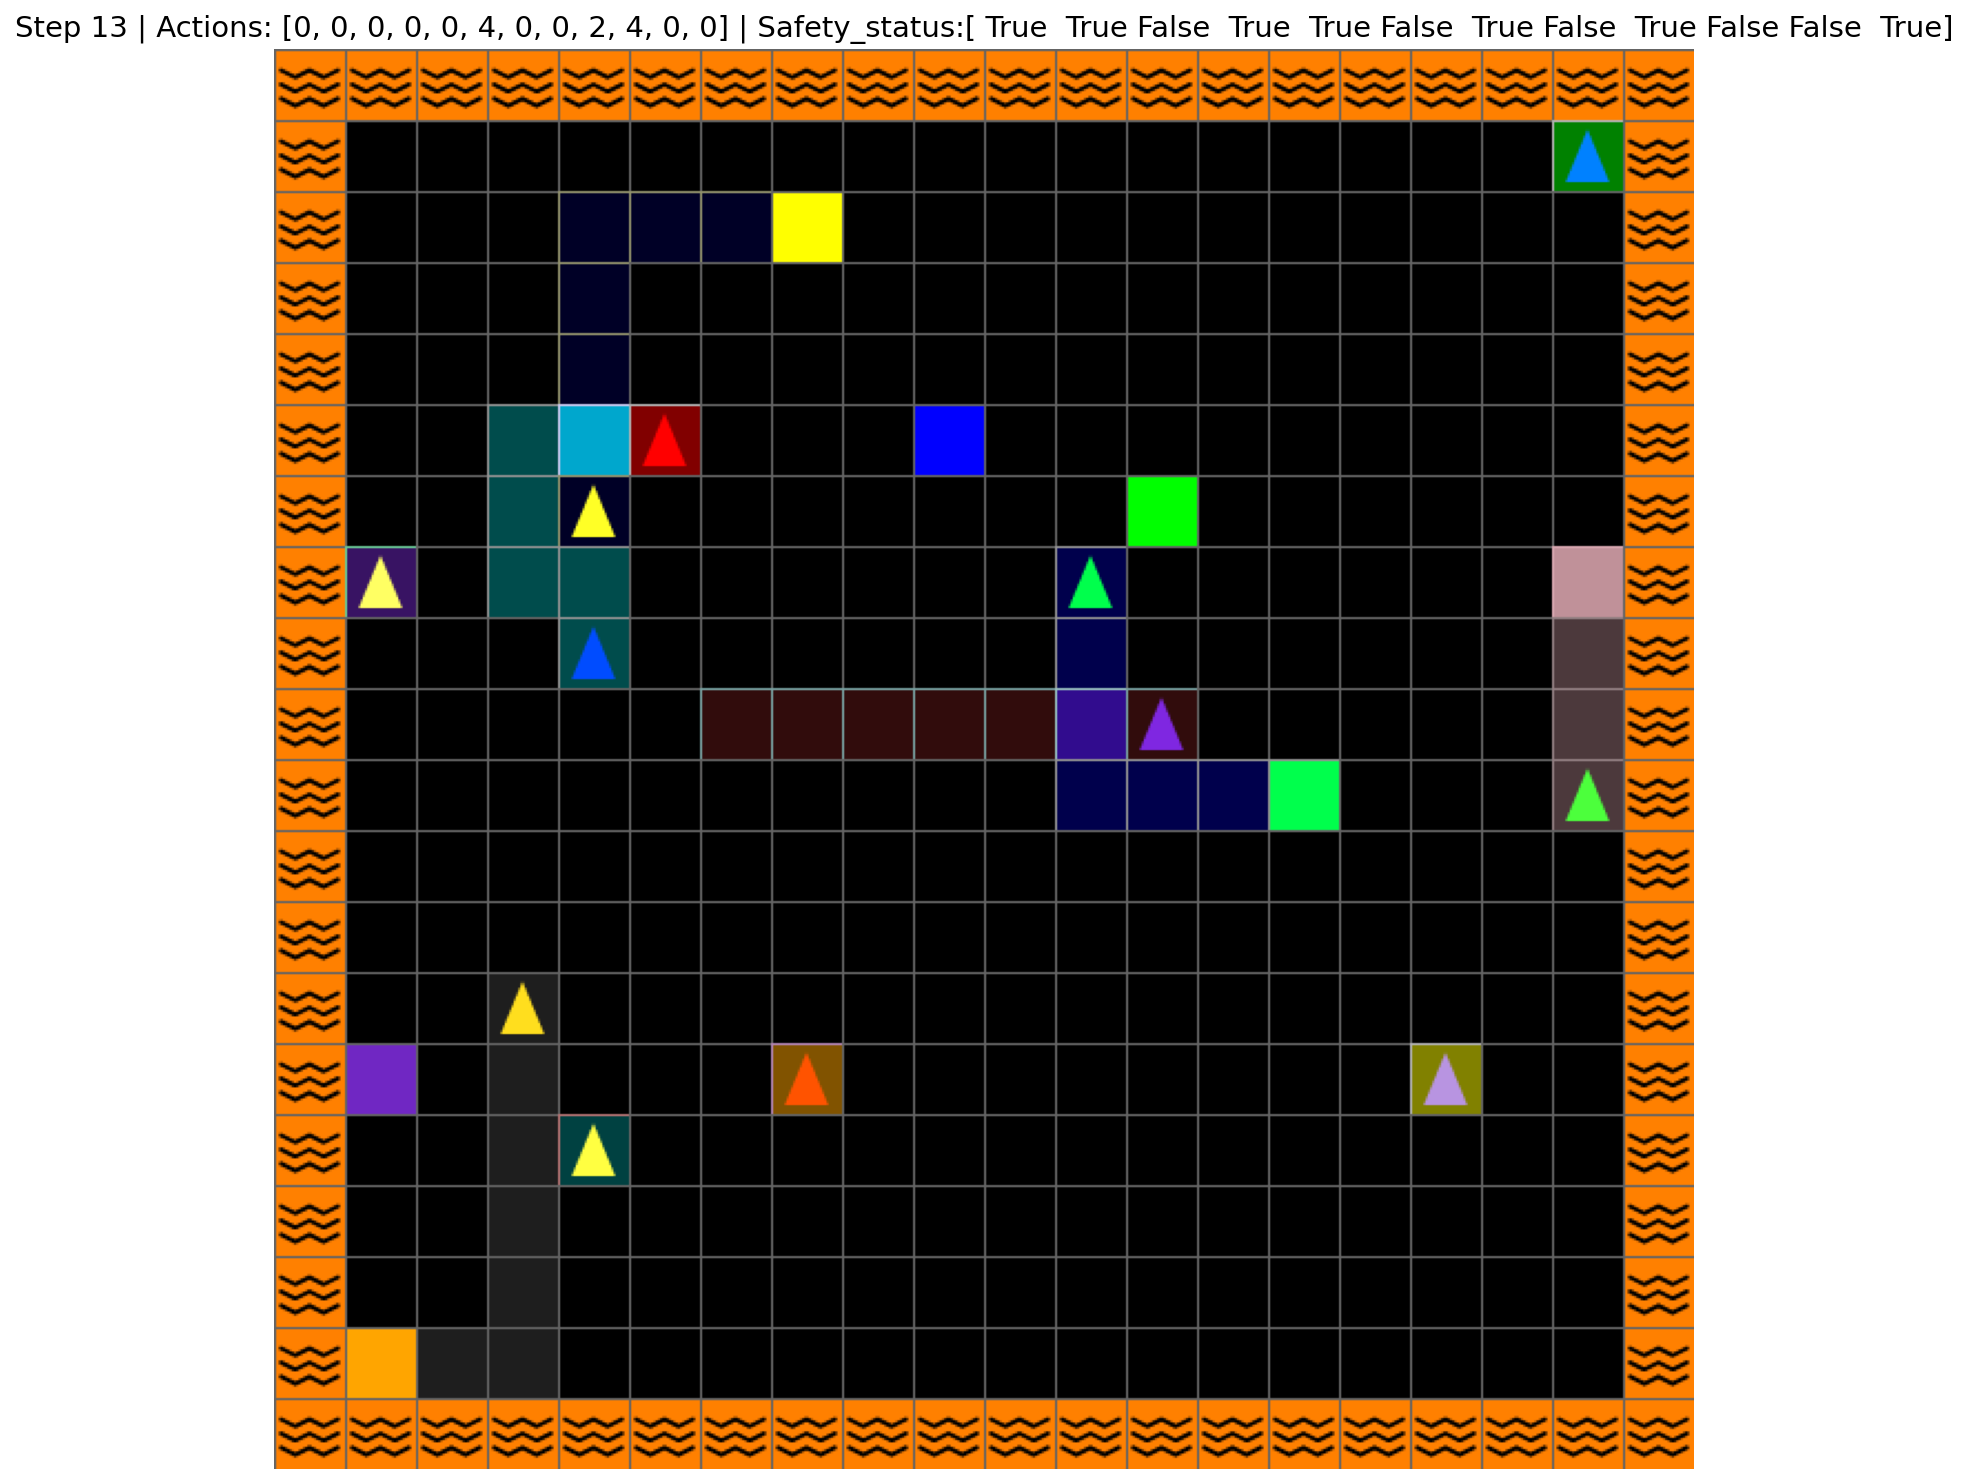 Step 13 | Actions: [0, 0, 0, 0, 0, 4, 0, 0, 2, 4, 0, 0] | Safety_status:[ True  True False  True  True False  True False  True False False  True]